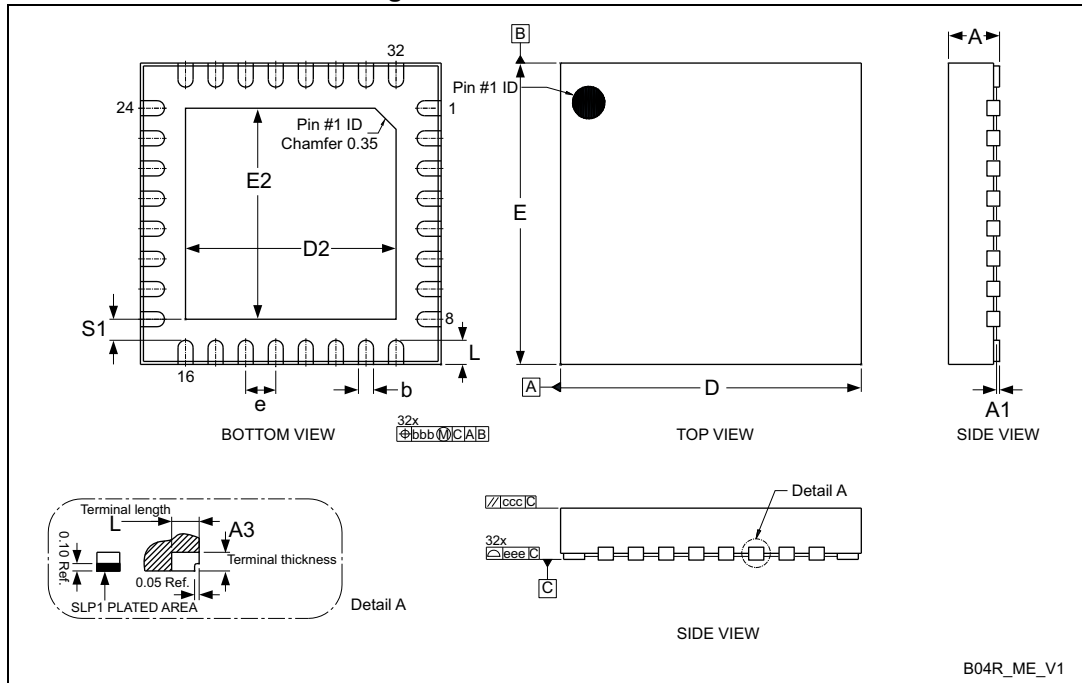 32
24
1
Pin #1 ID
Chamfer 0.35
E2
D2
S1
8
L
16
e
b
BOTTOM VIEW
32x
⌖ bbb Ⓜ C A B
B
Pin #1 ID
E
A
D
TOP VIEW
A
A1
SIDE VIEW
Terminal length
L
A3
0.10 Ref.
Terminal thickness
0.05 Ref.
SLP1 PLATED AREA
Detail A
// ccc C
Detail A
32x
⌓ eee C
C
SIDE VIEW
B04R_ME_V1